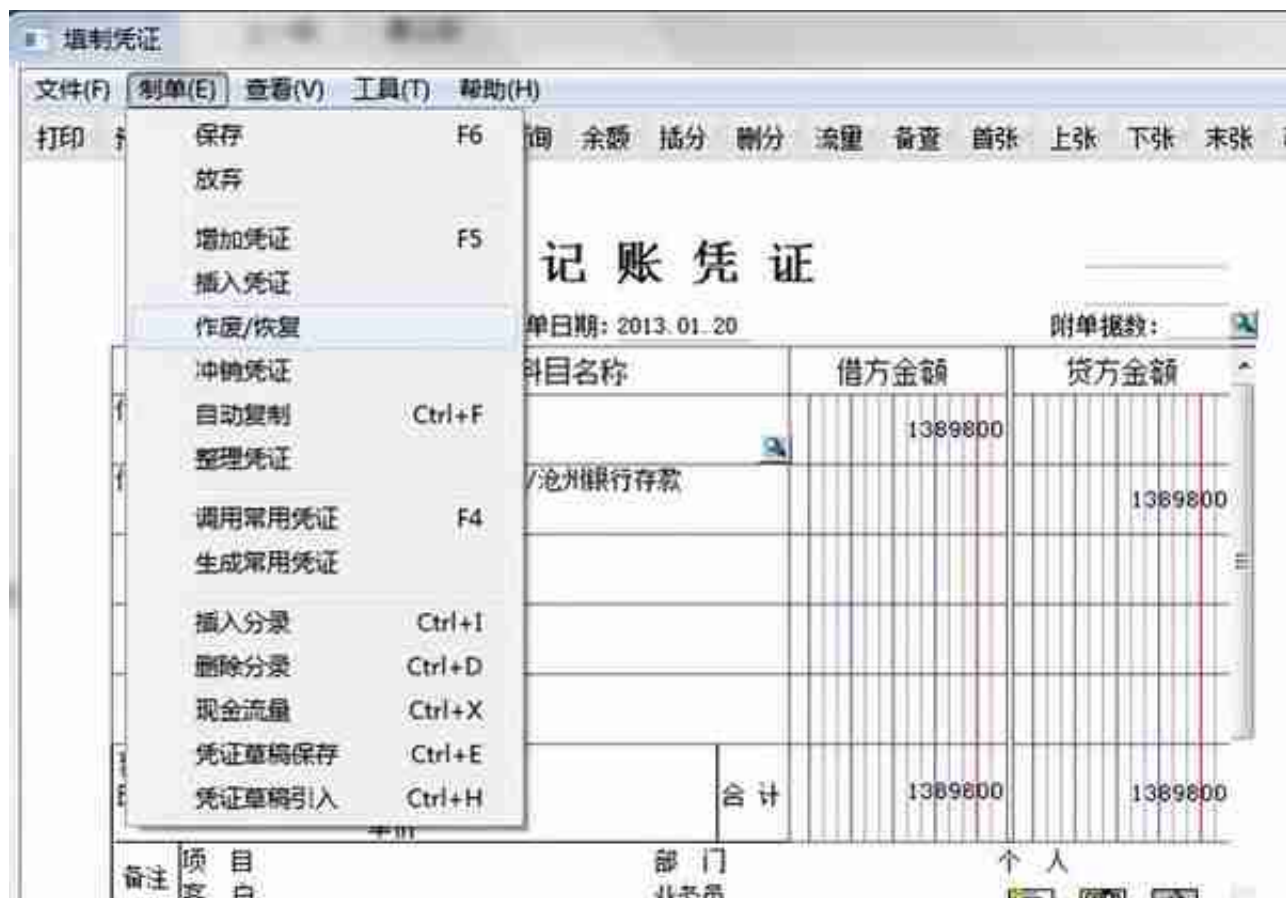 填制凭证
文件(F) 制单(E) 查看(V) 工具(T) 帮助(H)
打印 询 余额 插分 删分 流量 备查 首张 上张 下张 末张
保存 F6
放弃
增加凭证 F5
插入凭证
作废/恢复
冲销凭证
自动复制 Ctrl+F
整理凭证
调用常用凭证 F4
生成常用凭证
插入分录 Ctrl+I
删除分录 Ctrl+D
现金流量 Ctrl+X
凭证草稿保存 Ctrl+E
凭证草稿引入 Ctrl+H
记账凭证
单日期: 2013.01.20 附单据数:
科目名称 借方金额 贷方金额
1389800
/沧州银行存款 1389800
合计 1389800 1389800
备注 项目 部门 个人
客户 业务员